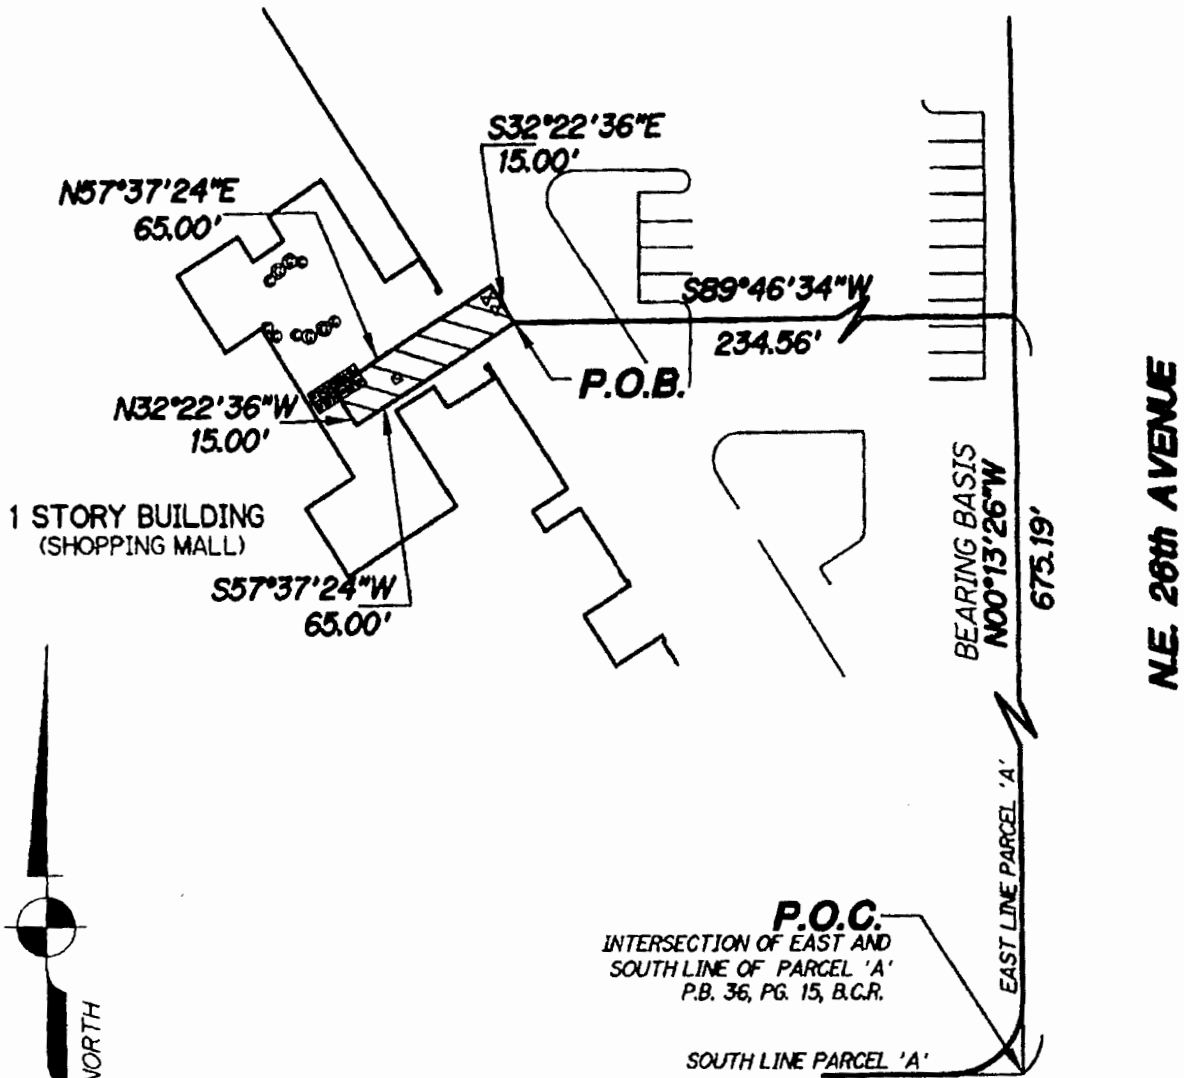 S32°22'36"E
15.00'
N57°37'24"E
65.00'
S89°46'34"W
234.56'
P.O.B.
N32°22'36"W
15.00'
1 STORY BUILDING
(SHOPPING MALL)
S57°37'24"W
65.00'
BEARING BASIS
N00°13'26"W
675.19'
N.E. 26th AVENUE
EAST LINE PARCEL 'A'
P.O.C.
INTERSECTION OF EAST AND
SOUTH LINE OF PARCEL 'A'
P.B. 36, PG. 15, B.C.R.
NORTH
SOUTH LINE PARCEL 'A'